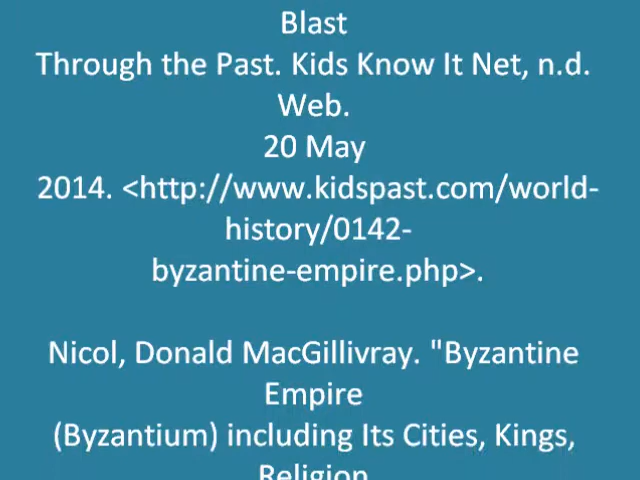 Blast
Through the Past. Kids Know It Net, n.d.
Web.
20 May
2014. <http://www.kidspast.com/world-
history/0142-
byzantine-empire.php>.
Nicol, Donald MacGillivray. "Byzantine
Empire
(Byzantium) including Its Cities, Kings,
Religion